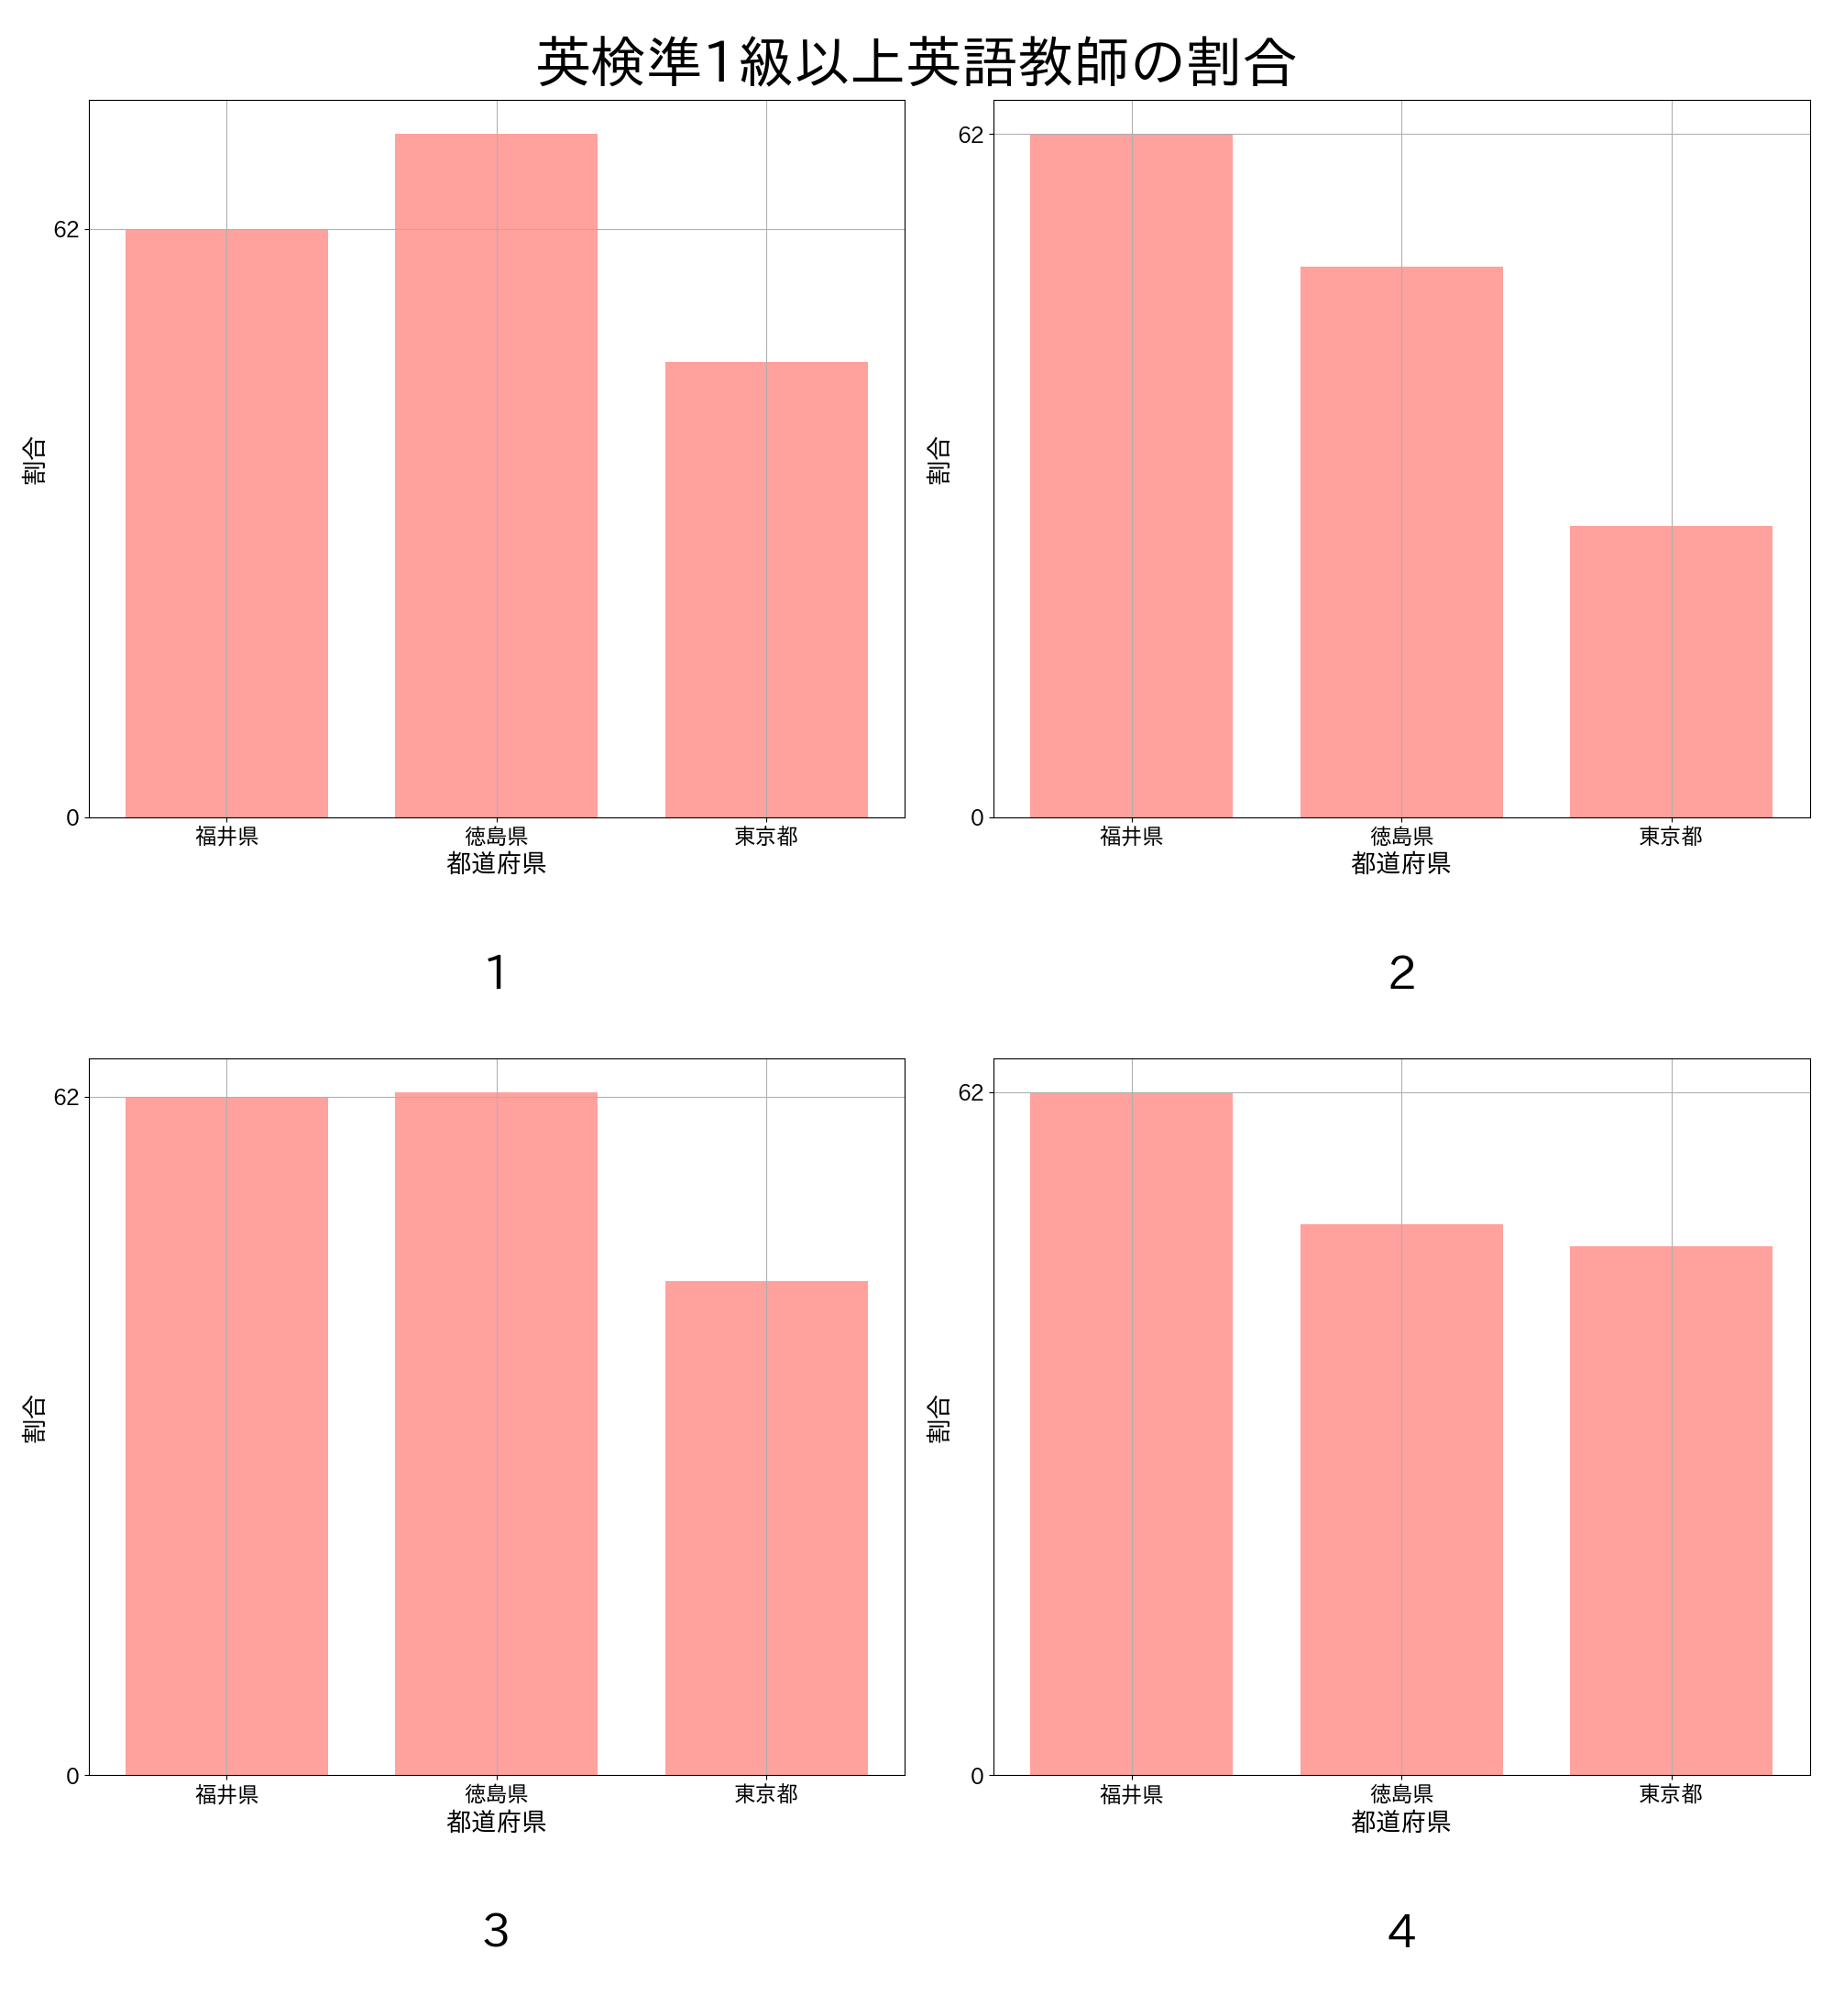 英検準1級以上英語教師の割合
62
0
割合
福井県
徳島県
東京都
都道府県
1
62
0
割合
福井県
徳島県
東京都
都道府県
2
62
0
割合
福井県
徳島県
東京都
都道府県
3
62
0
割合
福井県
徳島県
東京都
都道府県
4